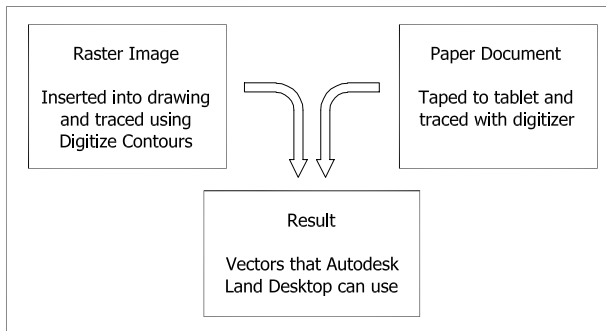 Raster Image
Inserted into drawing
and traced using
Digitize Contours
Paper Document
Taped to tablet and
traced with digitizer
Result
Vectors that Autodesk
Land Desktop can use